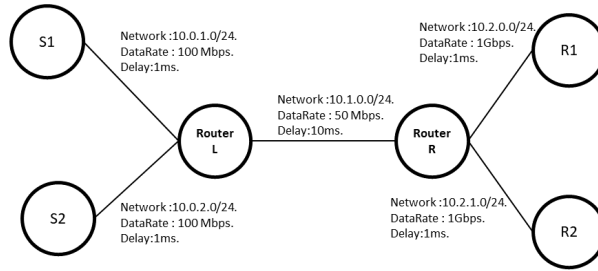 S1
Network :10.0.1.0/24.
DataRate : 100 Mbps.
Delay:1ms.
Network :10.2.0.0/24.
DataRate : 1Gbps.
Delay:1ms.
R1
Network :10.1.0.0/24.
DataRate : 50 Mbps.
Delay:10ms.
Router
L
Router
R
S2
Network :10.0.2.0/24.
DataRate : 100 Mbps.
Delay:1ms.
Network :10.2.1.0/24.
DataRate : 1Gbps.
Delay:1ms.
R2